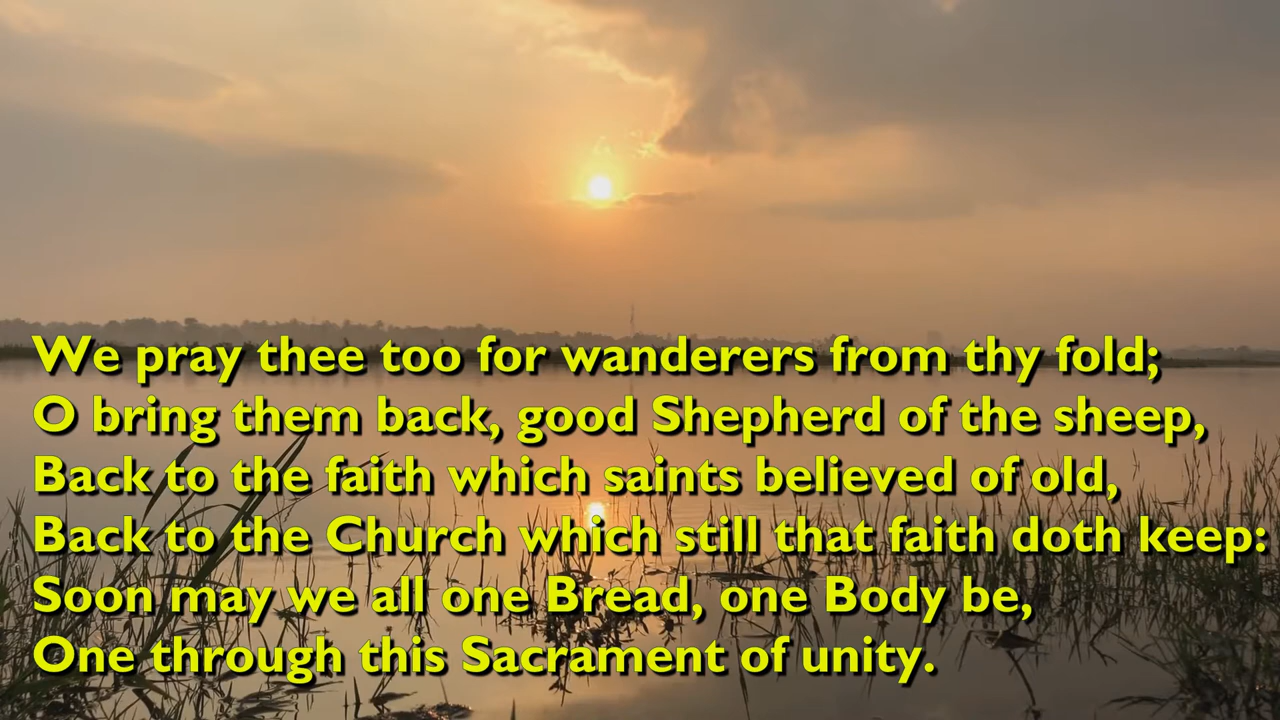 We pray thee too for wanderers from thy fold;
O bring them back, good Shepherd of the sheep,
Back to the faith which saints believed of old,
Back to the Church which still that faith doth keep:
Soon may we all one Bread, one Body be,
One through this Sacrament of unity.